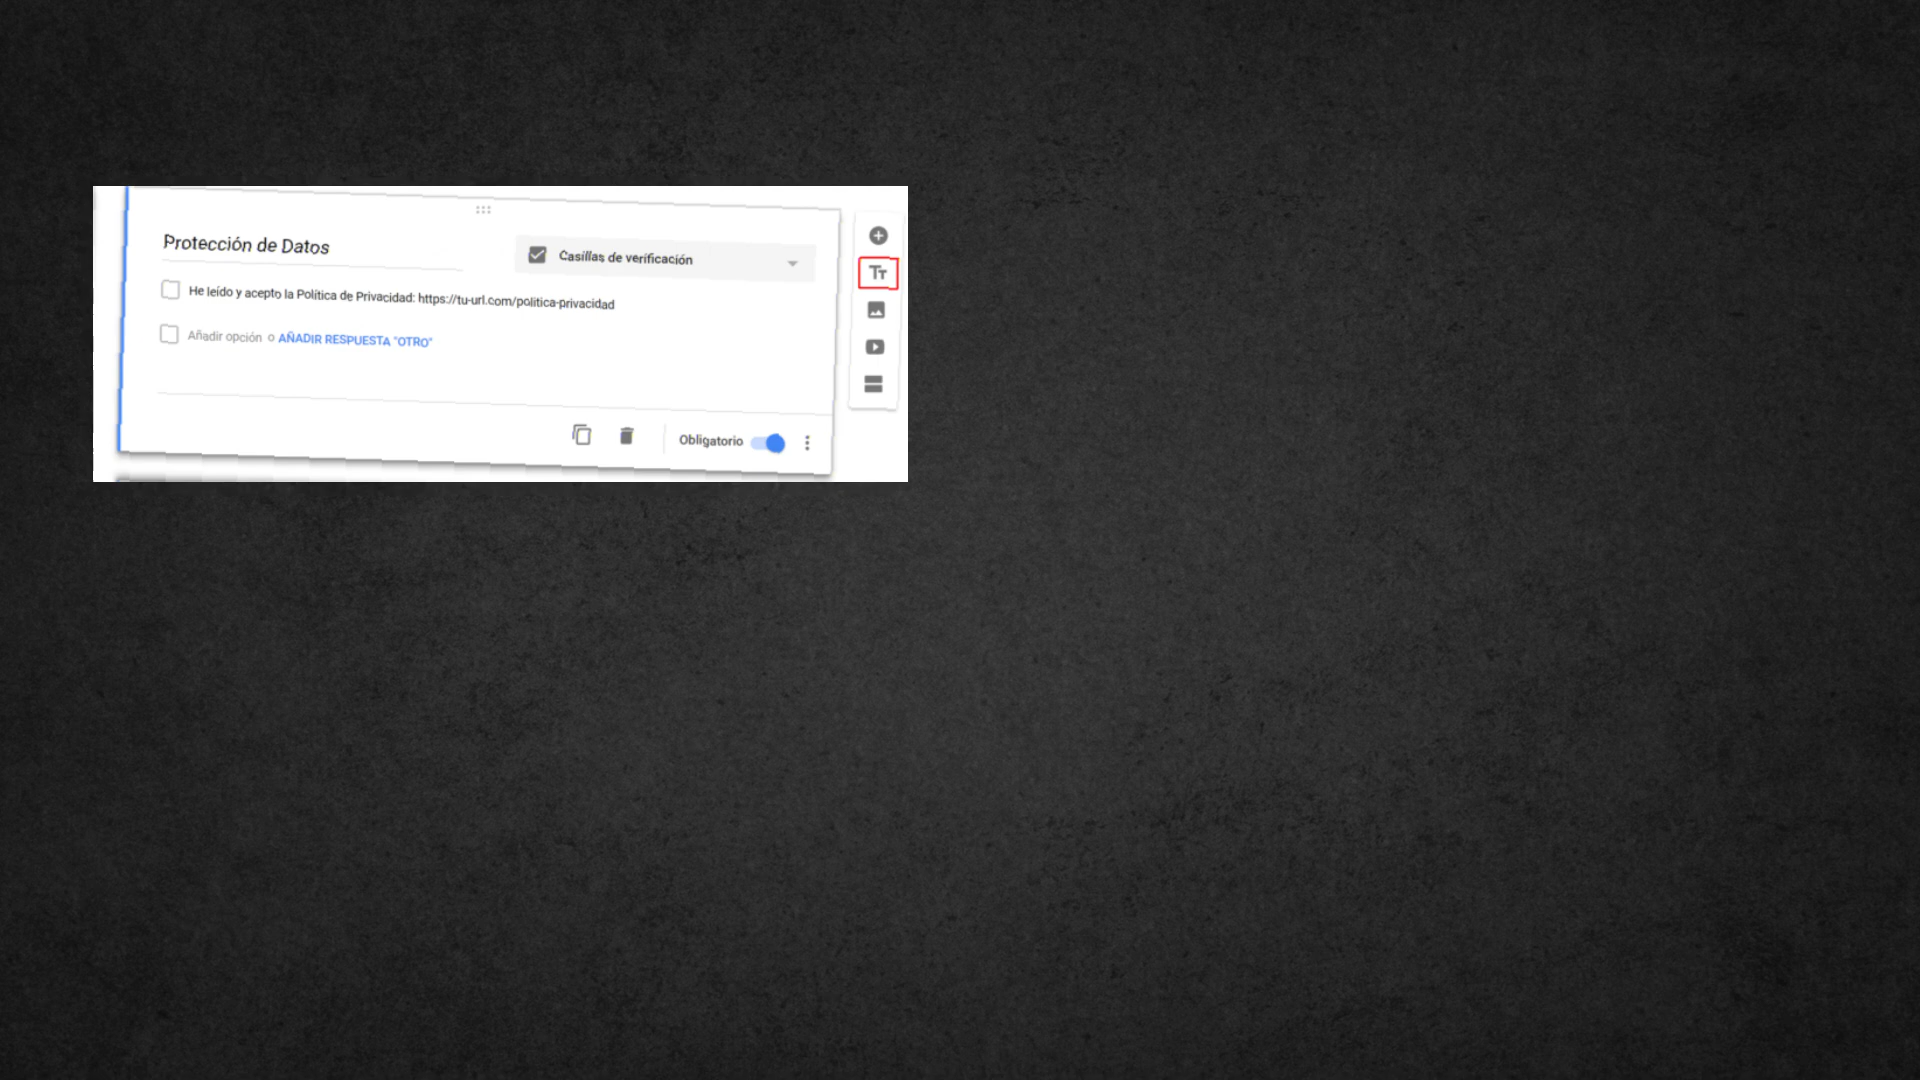 Protección de Datos
Casillas de verificación
He leído y acepto la Política de Privacidad: https://tu-url.com/politica-privacidad
Añadir opción o AÑADIR RESPUESTA "OTRO"
Obligatorio